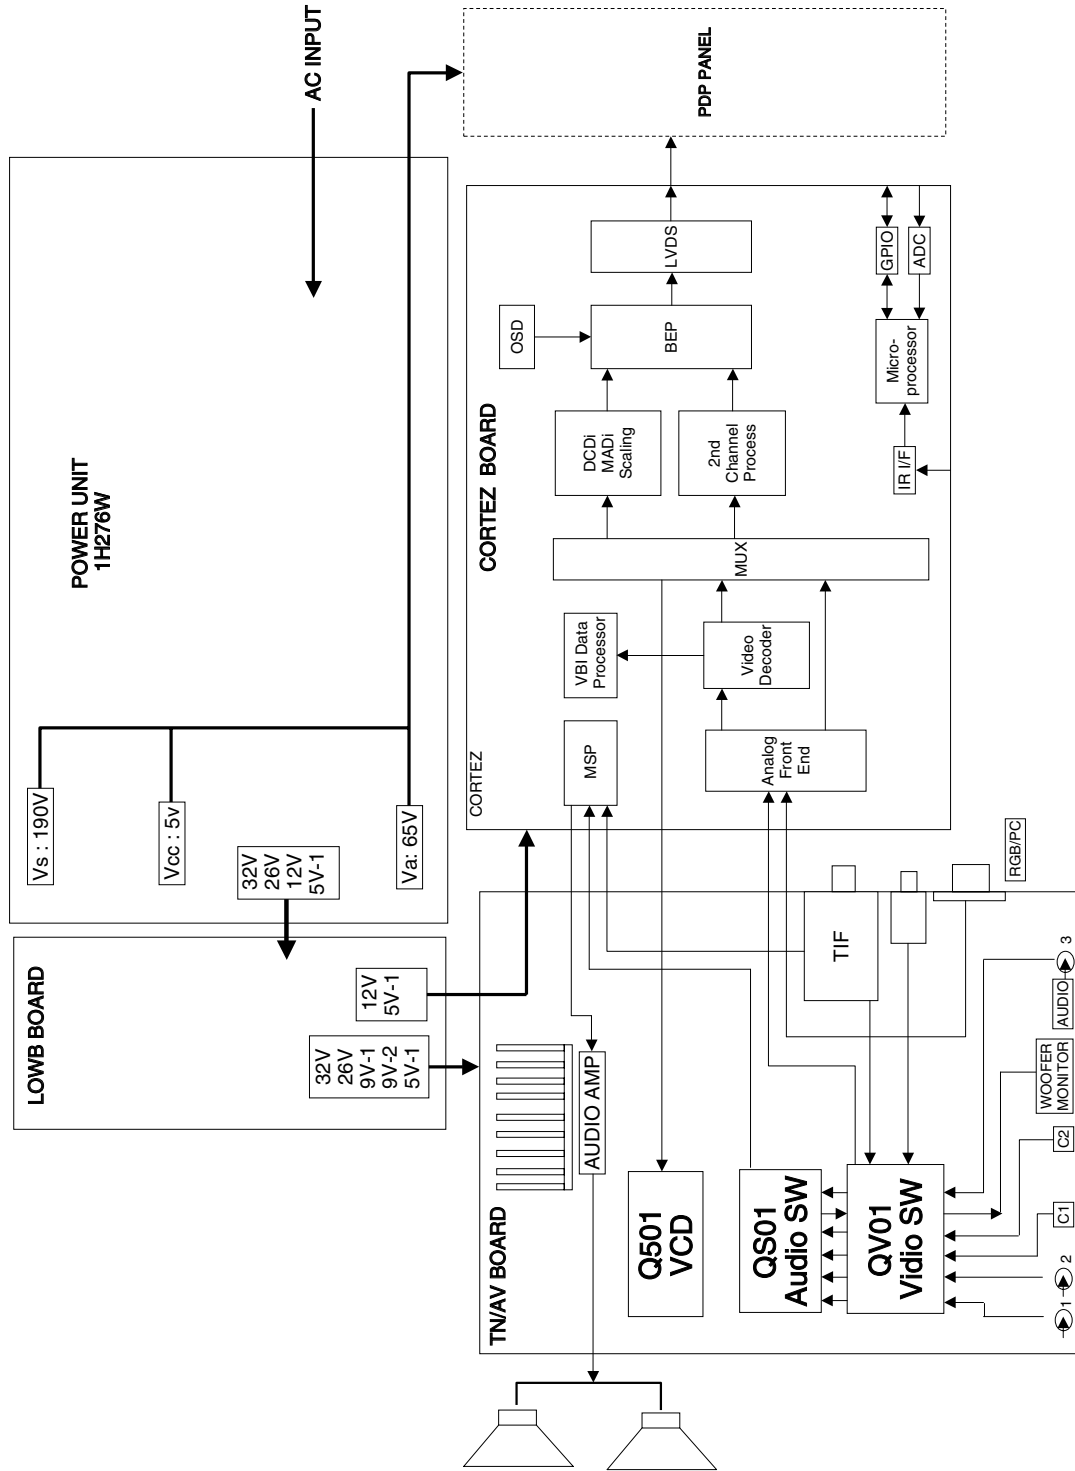 POWER UNIT
1H276W
AC INPUT
Vs : 190V
Vcc : 5v
32V
26V
12V
5V-1
Va: 65V
LOWB BOARD
12V
5V-1
32V
26V
9V-1
9V-2
5V-1
PDP PANEL
CORTEZ BOARD
CORTEZ
OSD
LVDS
BEP
DCDi
MADi
Scaling
2nd
Channel
Process
MUX
VBI Data
Processor
Video
Decoder
MSP
Analog
Front
End
GPIO
ADC
Micro-
processor
IR I/F
TN/AV BOARD
AUDIO AMP
Q501
VCD
QS01
Audio SW
QV01
Vidio SW
TIF
RGB/PC
1
2
C1
C2
WOOFER
MONITOR
AUDIO
3